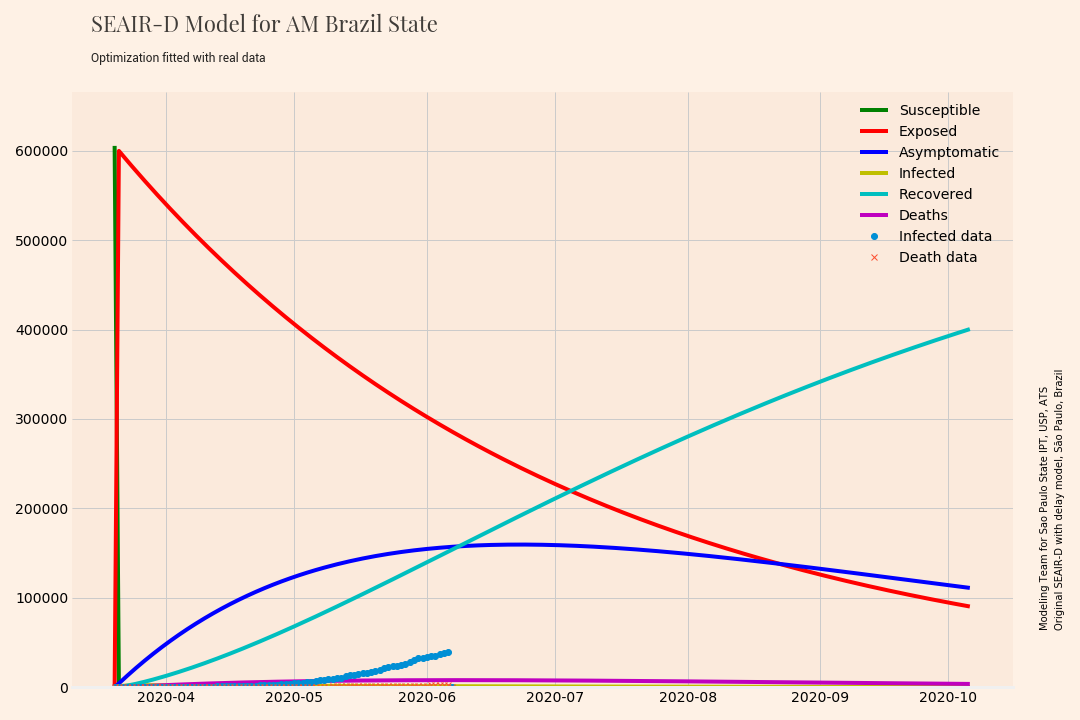 SEAIR-D Model for AM Brazil State
Optimization fitted with real data
Susceptible
Exposed
Asymptomatic
Infected
Recovered
Deaths
Infected data
Death data
600000
500000
400000
300000
200000
100000
0
2020-04
2020-05
2020-06
2020-07
2020-08
2020-09
2020-10
Modeling Team for Sao Paulo State IPT, USP, ATS
Original SEAIR-D with delay model, São Paulo, Brazil